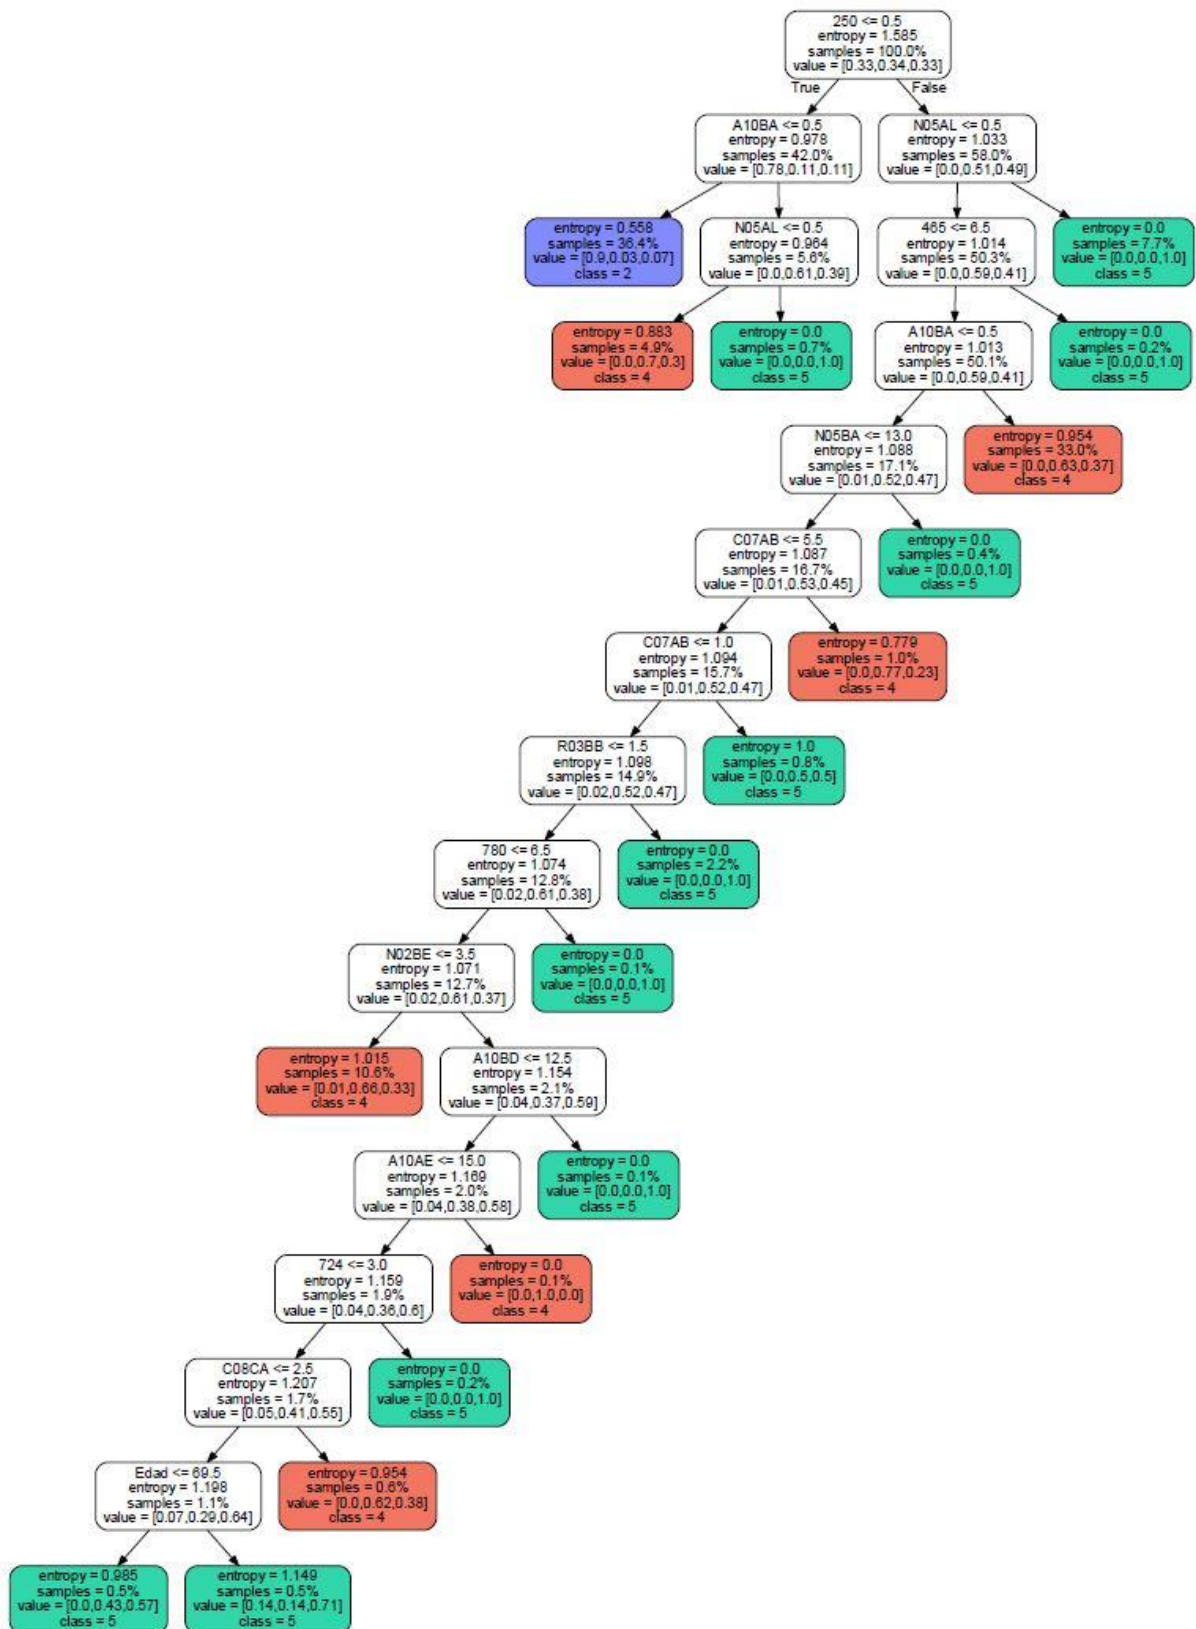 250 <= 0.5
entropy = 1.585
samples = 100.0%
value = [0.33,0.34,0.33]
True
False
A10BA <= 0.5
entropy = 0.978
samples = 42.0%
value = [0.78,0.11,0.11]
N05AL <= 0.5
entropy = 1.033
samples = 58.0%
value = [0.0,0.51,0.49]
entropy = 0.558
samples = 36.4%
value = [0.9,0.03,0.07]
class = 2
N05AL <= 0.5
entropy = 0.964
samples = 5.6%
value = [0.0,0.61,0.39]
465 <= 6.5
entropy = 1.014
samples = 50.3%
value = [0.0,0.59,0.41]
entropy = 0.0
samples = 7.7%
value = [0.0,0.0,1.0]
class = 5
entropy = 0.883
samples = 4.9%
value = [0.0,0.7,0.3]
class = 4
entropy = 0.0
samples = 0.7%
value = [0.0,0.0,1.0]
class = 5
A10BA <= 0.5
entropy = 1.013
samples = 50.1%
value = [0.0,0.59,0.41]
entropy = 0.0
samples = 0.2%
value = [0.0,0.0,1.0]
class = 5
N05BA <= 13.0
entropy = 1.088
samples = 17.1%
value = [0.01,0.52,0.47]
entropy = 0.954
samples = 33.0%
value = [0.0,0.63,0.37]
class = 4
C07AB <= 5.5
entropy = 1.087
samples = 16.7%
value = [0.01,0.53,0.45]
entropy = 0.0
samples = 0.4%
value = [0.0,0.0,1.0]
class = 5
C07AB <= 1.0
entropy = 1.094
samples = 15.7%
value = [0.01,0.52,0.47]
entropy = 0.779
samples = 1.0%
value = [0.0,0.77,0.23]
class = 4
R03BB <= 1.5
entropy = 1.098
samples = 14.9%
value = [0.02,0.52,0.47]
entropy = 1.0
samples = 0.8%
value = [0.0,0.5,0.5]
class = 5
780 <= 6.5
entropy = 1.074
samples = 12.8%
value = [0.02,0.61,0.38]
entropy = 0.0
samples = 2.2%
value = [0.0,0.0,1.0]
class = 5
N02BE <= 3.5
entropy = 1.071
samples = 12.7%
value = [0.02,0.61,0.37]
entropy = 0.0
samples = 0.1%
value = [0.0,0.0,1.0]
class = 5
entropy = 1.015
samples = 10.6%
value = [0.01,0.66,0.33]
class = 4
A10BD <= 12.5
entropy = 1.154
samples = 2.1%
value = [0.04,0.37,0.59]
A10AE <= 15.0
entropy = 1.169
samples = 2.0%
value = [0.04,0.38,0.58]
entropy = 0.0
samples = 0.1%
value = [0.0,0.0,1.0]
class = 5
724 <= 3.0
entropy = 1.159
samples = 1.9%
value = [0.04,0.36,0.6]
entropy = 0.0
samples = 0.1%
value = [0.0,1.0,0.0]
class = 4
C08CA <= 2.5
entropy = 1.207
samples = 1.7%
value = [0.05,0.41,0.55]
entropy = 0.0
samples = 0.2%
value = [0.0,0.0,1.0]
class = 5
Edad <= 69.5
entropy = 1.198
samples = 1.1%
value = [0.07,0.29,0.64]
entropy = 0.954
samples = 0.6%
value = [0.0,0.62,0.38]
class = 4
entropy = 0.985
samples = 0.5%
value = [0.0,0.43,0.57]
class = 5
entropy = 1.149
samples = 0.5%
value = [0.14,0.14,0.71]
class = 5